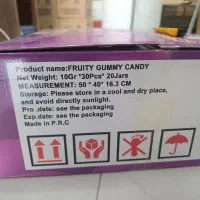 Product name:FRUITY GUMMY CANDY
Net Weight: 10Gr *30Pcs* 20Jars
MEASUREMENT: 50 * 40* 16.3 CM
Storage: Please store in a cool and dry place,
and avoid directly sunlight.
Pro.date: see the packaging
Exp.date: see the packaging
Made in P.R.C